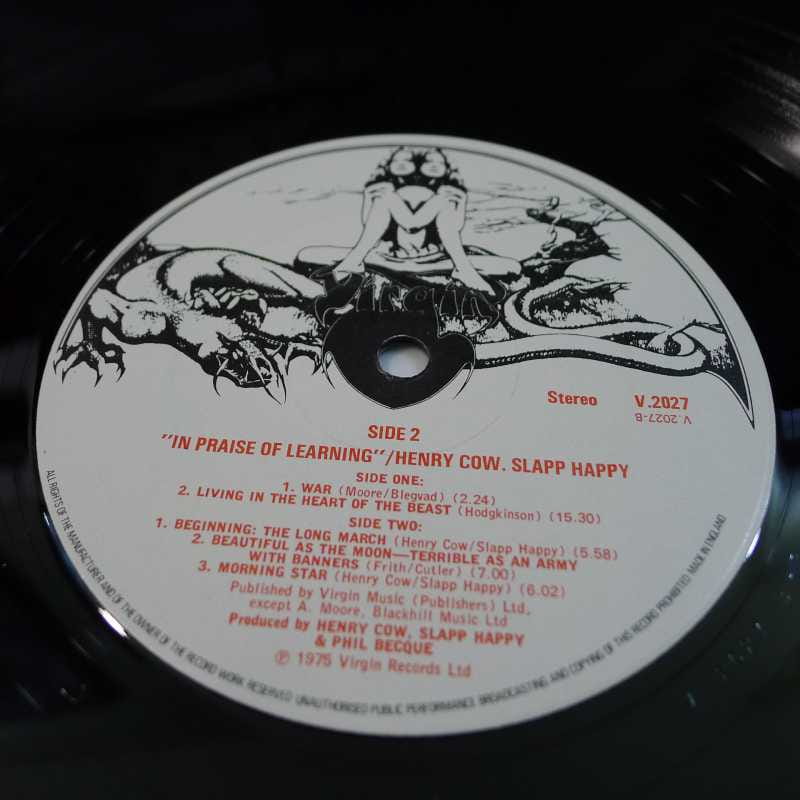 VIRGIN
Stereo V.2027
V.2027-B
SIDE 2
"IN PRAISE OF LEARNING"/HENRY COW. SLAPP HAPPY
SIDE ONE:
1. WAR (Moore/Blegvad) (2.24)
2. LIVING IN THE HEART OF THE BEAST (Hodgkinson) (15.30)
SIDE TWO:
1. BEGINNING: THE LONG MARCH (Henry Cow/Slapp Happy) (5.58)
2. BEAUTIFUL AS THE MOON—TERRIBLE AS AN ARMY
WITH BANNERS (Frith/Cutler) (7.00)
3. MORNING STAR (Henry Cow/Slapp Happy) (6.02)
Published by Virgin Music (Publishers) Ltd,
except A. Moore, Blackhill Music Ltd
Produced by HENRY COW, SLAPP HAPPY
& PHIL BECQUE
℗ 1975 Virgin Records Ltd
ALL RIGHTS OF THE MANUFACTURER AND OF THE OWNER OF THE RECORD WORK RESERVED UNAUTHORISED PUBLIC PERFORMANCE BROADCASTING AND COPYING OF THIS RECORD PROHIBITED MADE IN ENGLAND